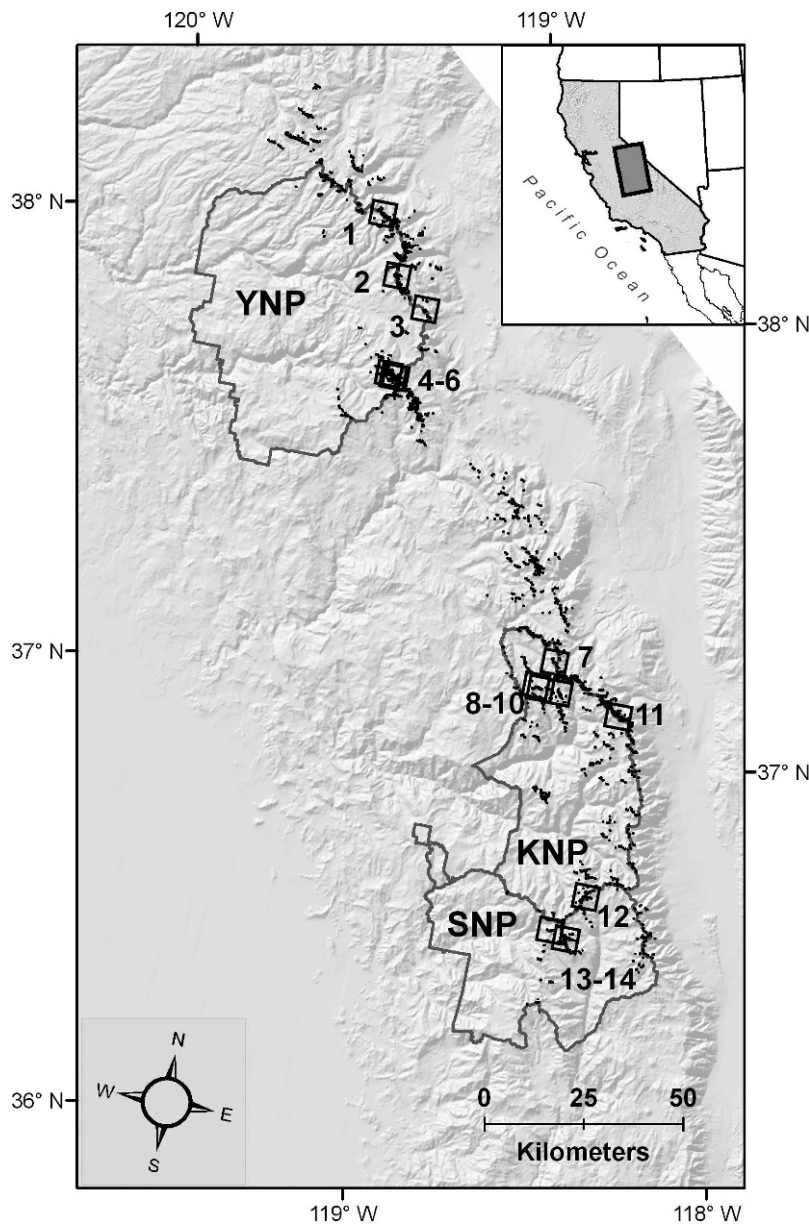 120° W
119° W
38° N
Pacific Ocean
1
2
YNP
3
38° N
4-6
37° N
7
8-10
11
37° N
KNP
12
SNP
13-14
N
W
E
S
36° N
0 25 50
Kilometers
119° W
118° W